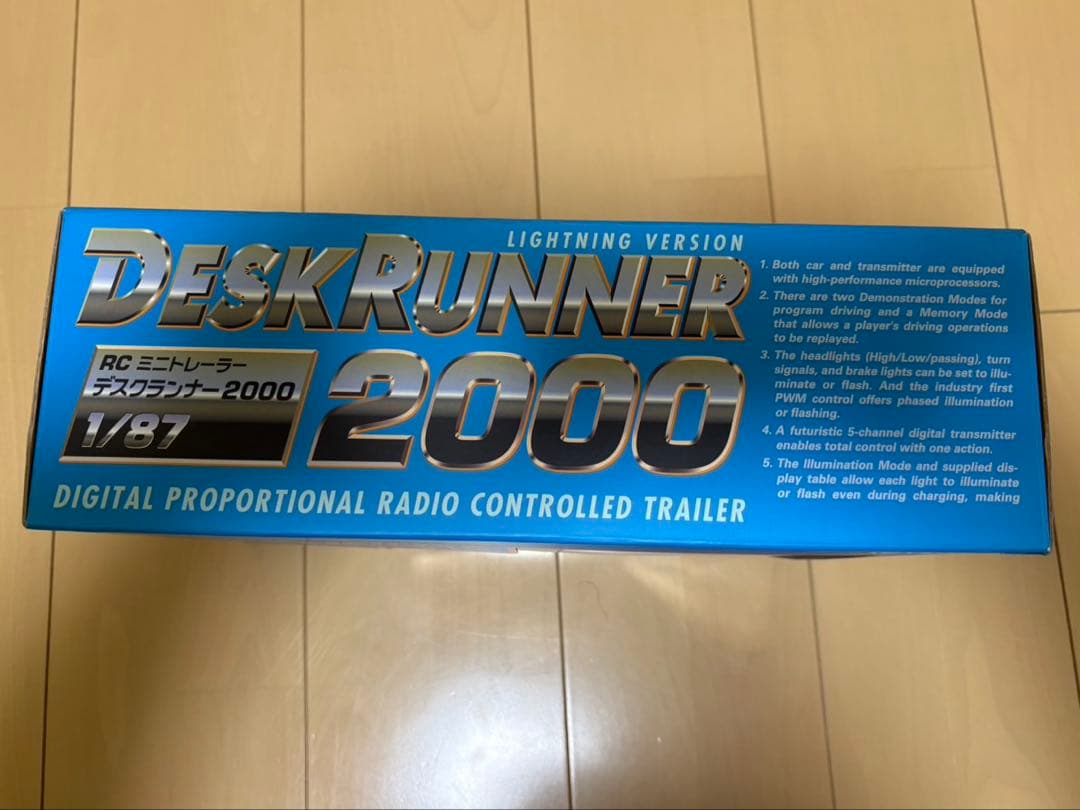 LIGHTNING VERSION
DESKRUNNER
RC ミニトレーラー
デスクランナー2000
1/87
2000
DIGITAL PROPORTIONAL RADIO CONTROLLED TRAILER
1. Both car and transmitter are equipped
with high-performance microprocessors.
2. There are two Demonstration Modes for
program driving and a Memory Mode
that allows a player's driving operations
to be replayed.
3. The headlights (High/Low/passing), turn
signals, and brake lights can be set to illu-
minate or flash. And the industry first
PWM control offers phased illumination
or flashing.
4. A futuristic 5-channel digital transmitter
enables total control with one action.
5. The Illumination Mode and supplied dis-
play table allow each light to illuminate
or flash even during charging, making